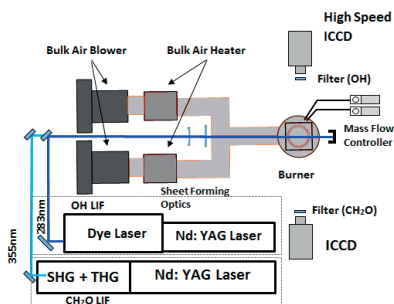 High Speed
ICCD
Bulk Air Blower
Bulk Air Heater
Filter (OH)
Mass Flow
Controller
Burner
Sheet Forming
Optics
OH LIF
283nm
355nm
Dye Laser
Nd: YAG Laser
Filter (CH₂O)
ICCD
SHG + THG
Nd: YAG Laser
CH₂O LIF